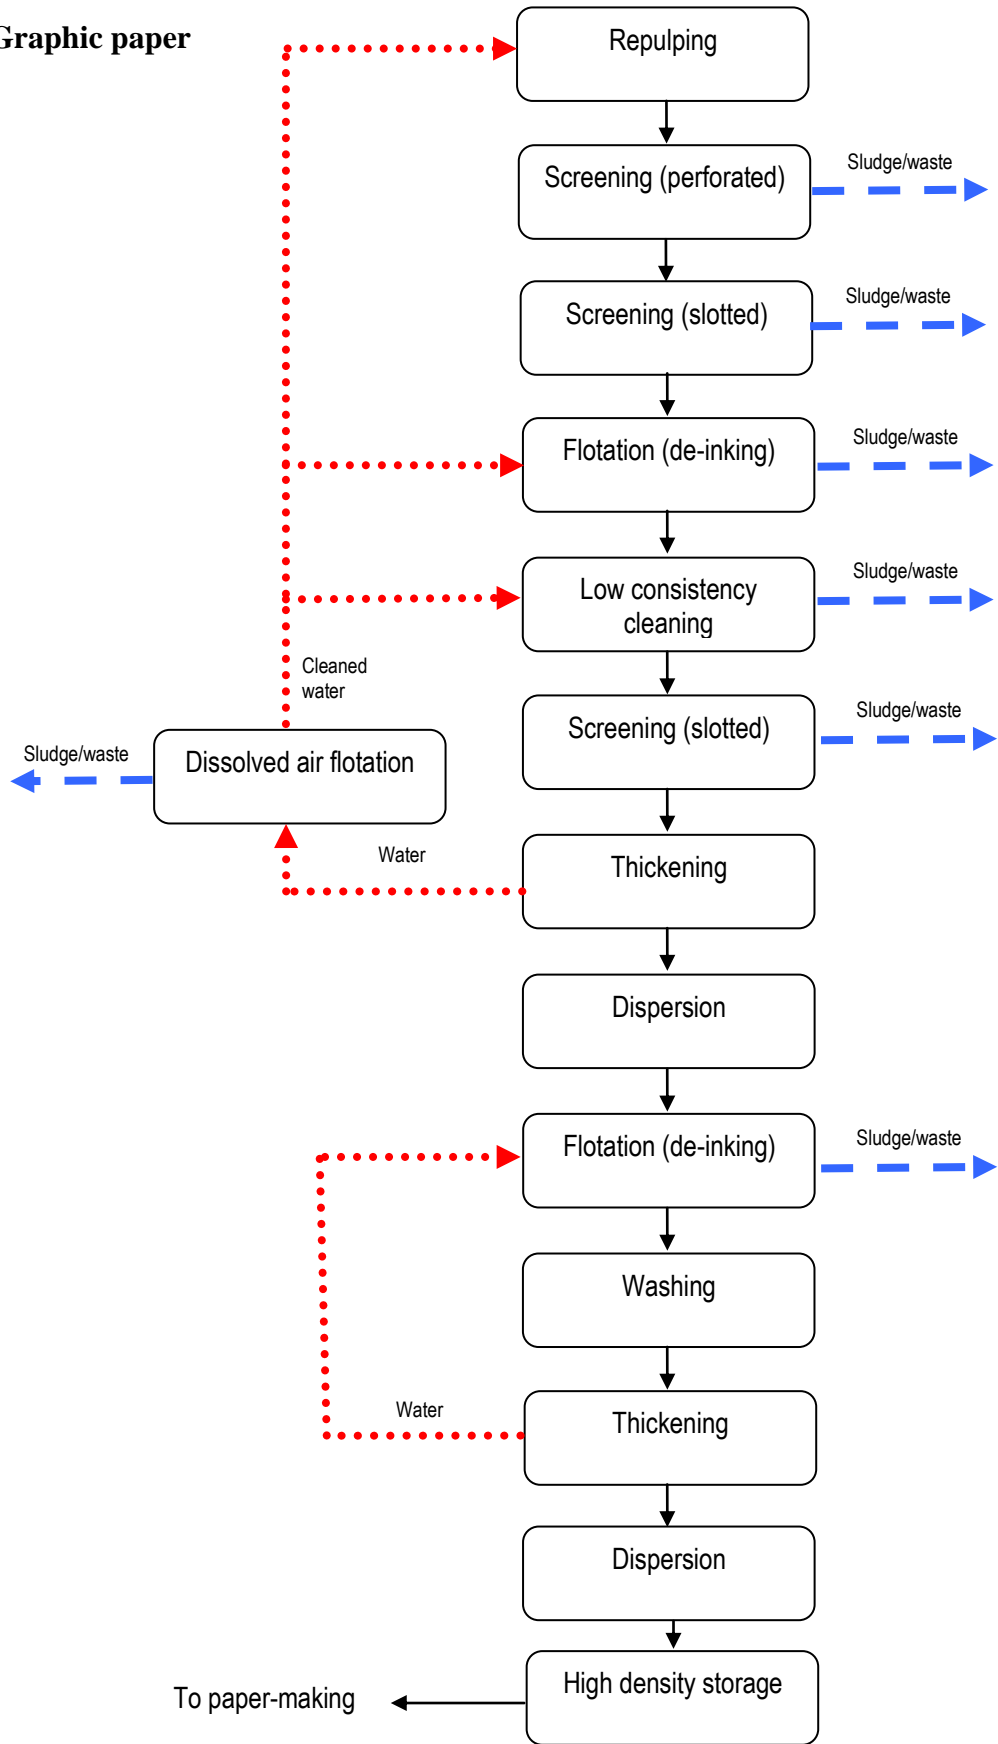 Graphic paper
Repulping
Screening (perforated)
Sludge/waste
Screening (slotted)
Sludge/waste
Flotation (de-inking)
Sludge/waste
Low consistency
cleaning
Sludge/waste
Cleaned
water
Screening (slotted)
Sludge/waste
Sludge/waste
Dissolved air flotation
Water
Thickening
Dispersion
Flotation (de-inking)
Sludge/waste
Washing
Water
Thickening
Dispersion
High density storage
To paper-making